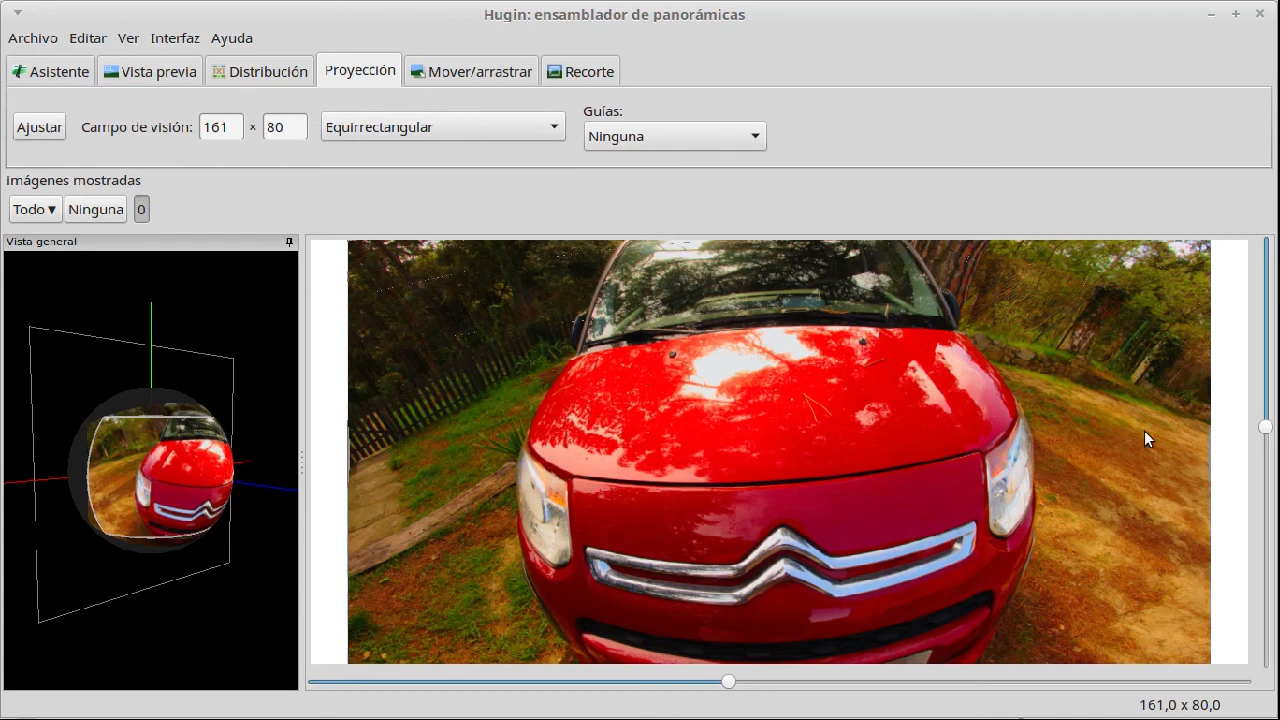 Hugin: ensamblador de panorámicas
Archivo Editar Ver Interfaz Ayuda
Asistente Vista previa Distribución Proyección Mover/arrastrar Recorte
Guías:
Ajustar Campo de visión: 161 × 80 Equirrectangular Ninguna
imágenes mostradas
Todo ▾ Ninguna 0
Vista general
161,0 x 80,0